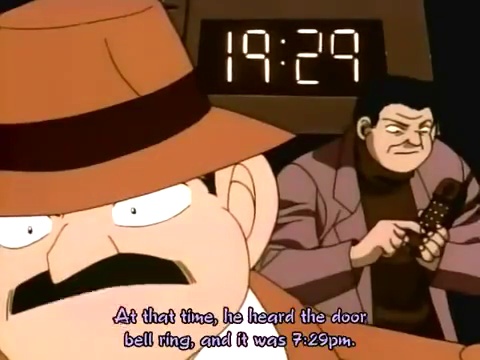 19:29
At that time, he heard the door
bell ring, and it was 7:29pm.